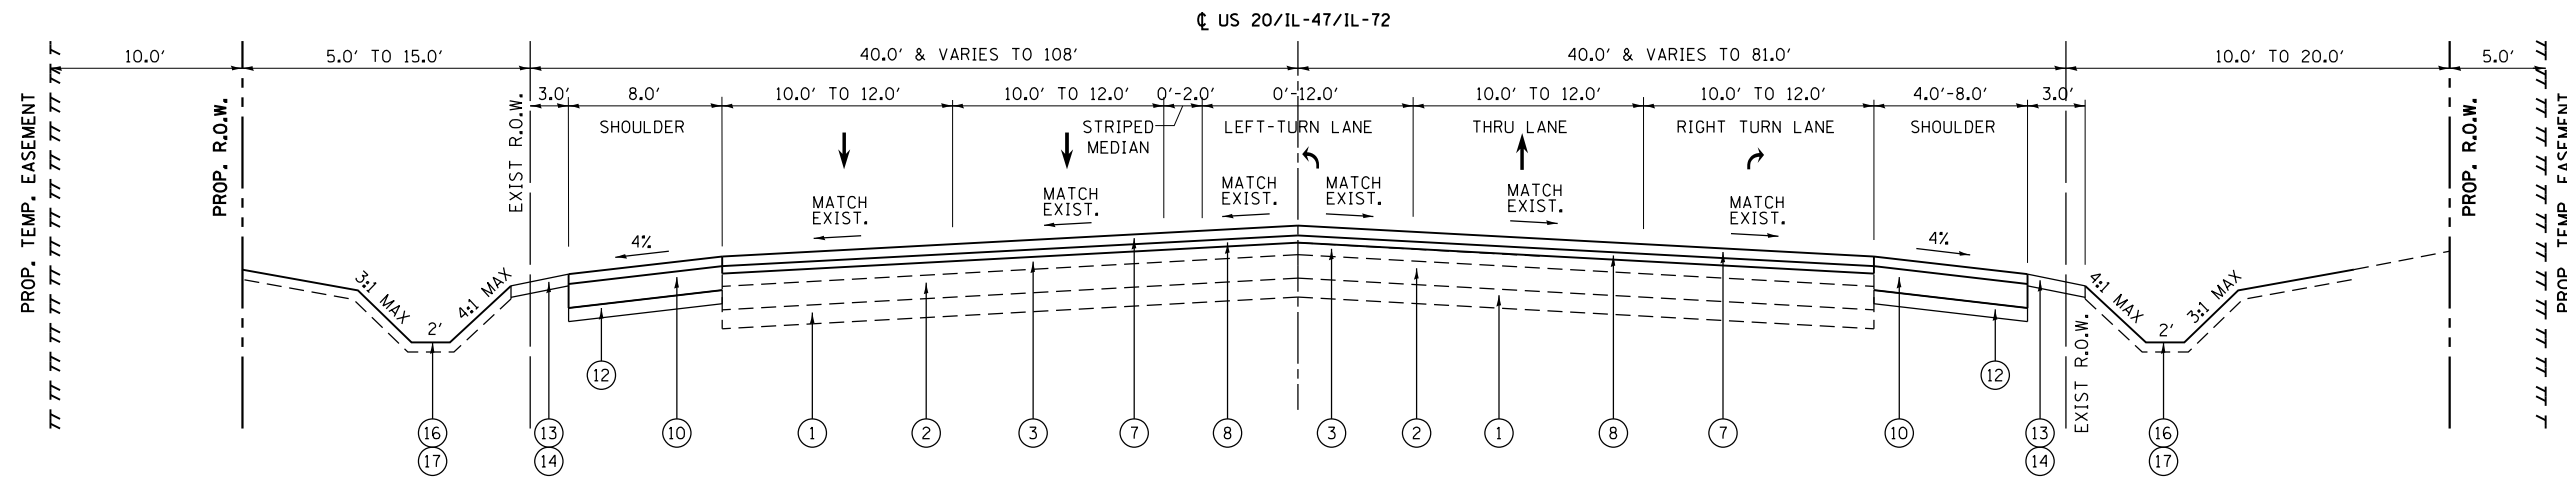 ℄ US 20/IL-47/IL-72
10.0'
5.0' TO 15.0'
40.0' & VARIES TO 108'
40.0' & VARIES TO 81.0'
10.0' TO 20.0'
5.0'
3.0'
8.0'
10.0' TO 12.0'
10.0' TO 12.0'
0'-2.0'
0'-12.0'
10.0' TO 12.0'
10.0' TO 12.0'
4.0'-8.0'
3.0'
SHOULDER
STRIPED
MEDIAN
LEFT-TURN LANE
THRU LANE
RIGHT TURN LANE
SHOULDER
PROP. TEMP. EASEMENT
PROP. R.O.W.
EXIST R.O.W.
MATCH
EXIST.
MATCH
EXIST.
MATCH
EXIST.
MATCH
EXIST.
MATCH
EXIST.
MATCH
EXIST.
PROP. R.O.W.
PROP. TEMP. EASEMENT
4%
4%
3:1 MAX
2'
4:1 MAX
4:1 MAX
2'
3:1 MAX
EXIST R.O.W.
12
12
16
13
10
1
2
3
7
8
3
2
1
8
7
10
13
16
17
14
14
17